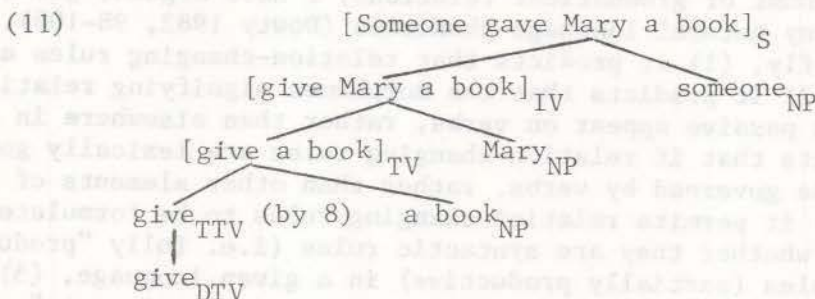 (11) [Someone gave Mary a book]S
[give Mary a book]IV someoneNP
[give a book]TV MaryNP
giveTTV (by 8) a bookNP
giveDTV